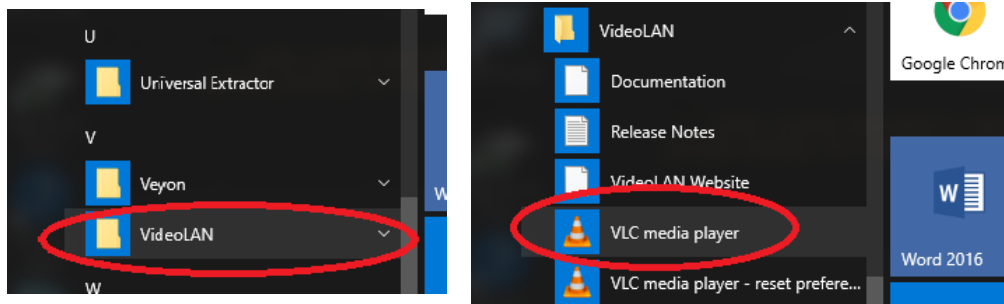 U
Universal Extractor
V
Veyon
W
VideoLAN
W
VideoLAN
Documentation
Release Notes
VideoLAN Website
VLC media player
VLC media player - reset prefere...
Google Chrom
W
Word 2016